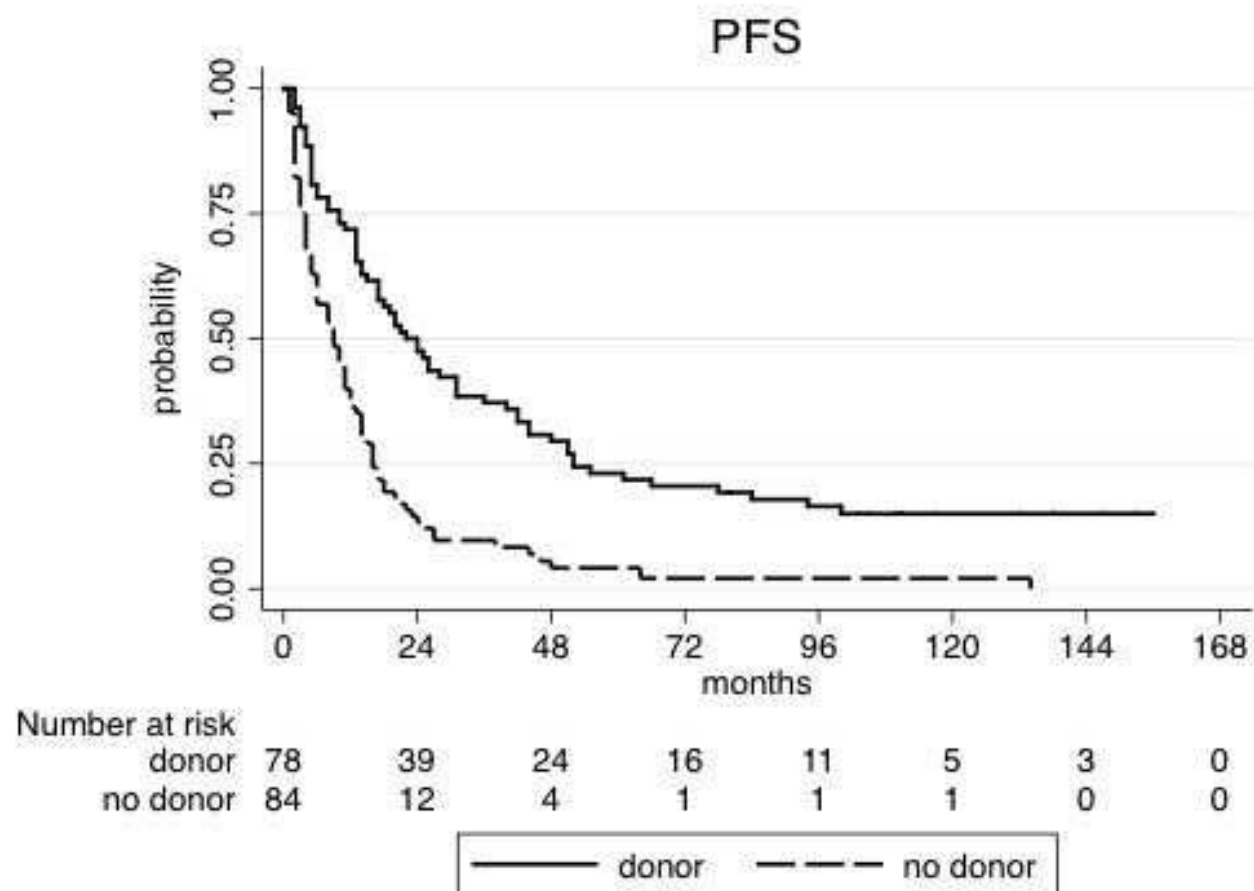 PFS
1.00
0.75
0.50
0.25
0.00
probability
0 24 48 72 96 120 144 168
months
Number at risk
donor 78 39 24 16 11 5 3 0
no donor 84 12 4 1 1 1 0 0
donor no donor